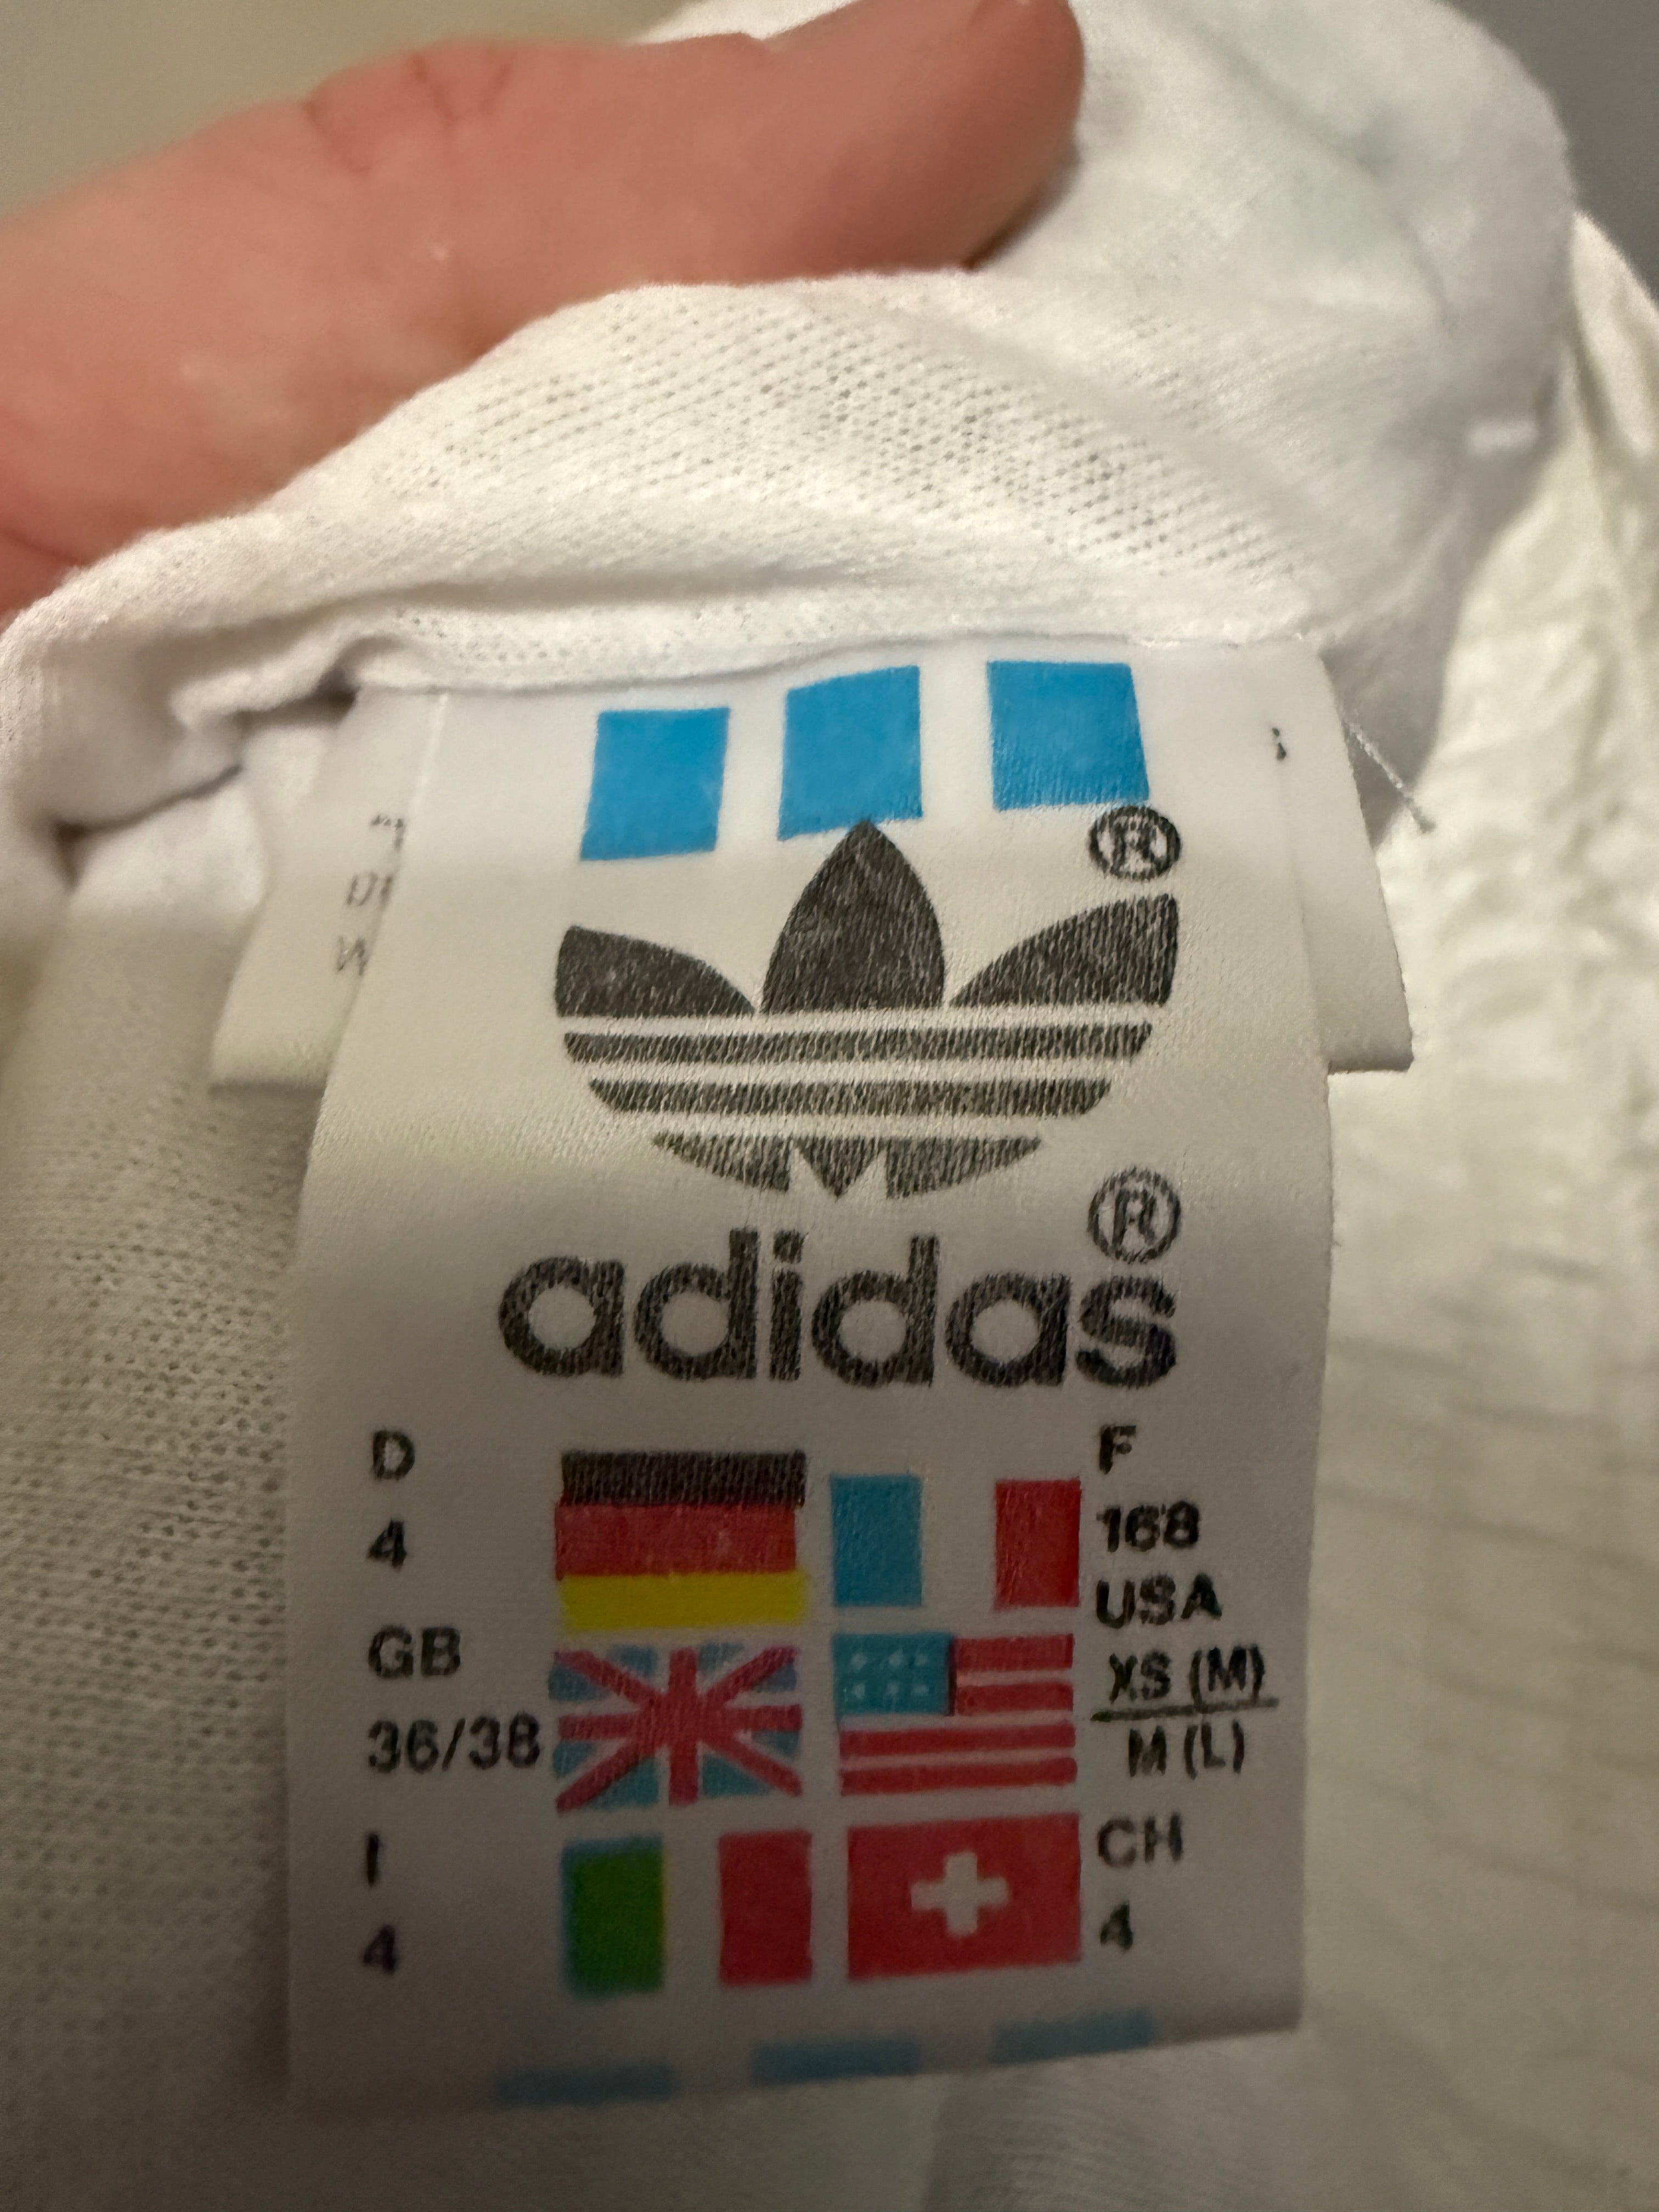 ®
adidas®
D
4
F
168
GB
36/38
USA
XS (M)
M (L)
I
4
CH
4